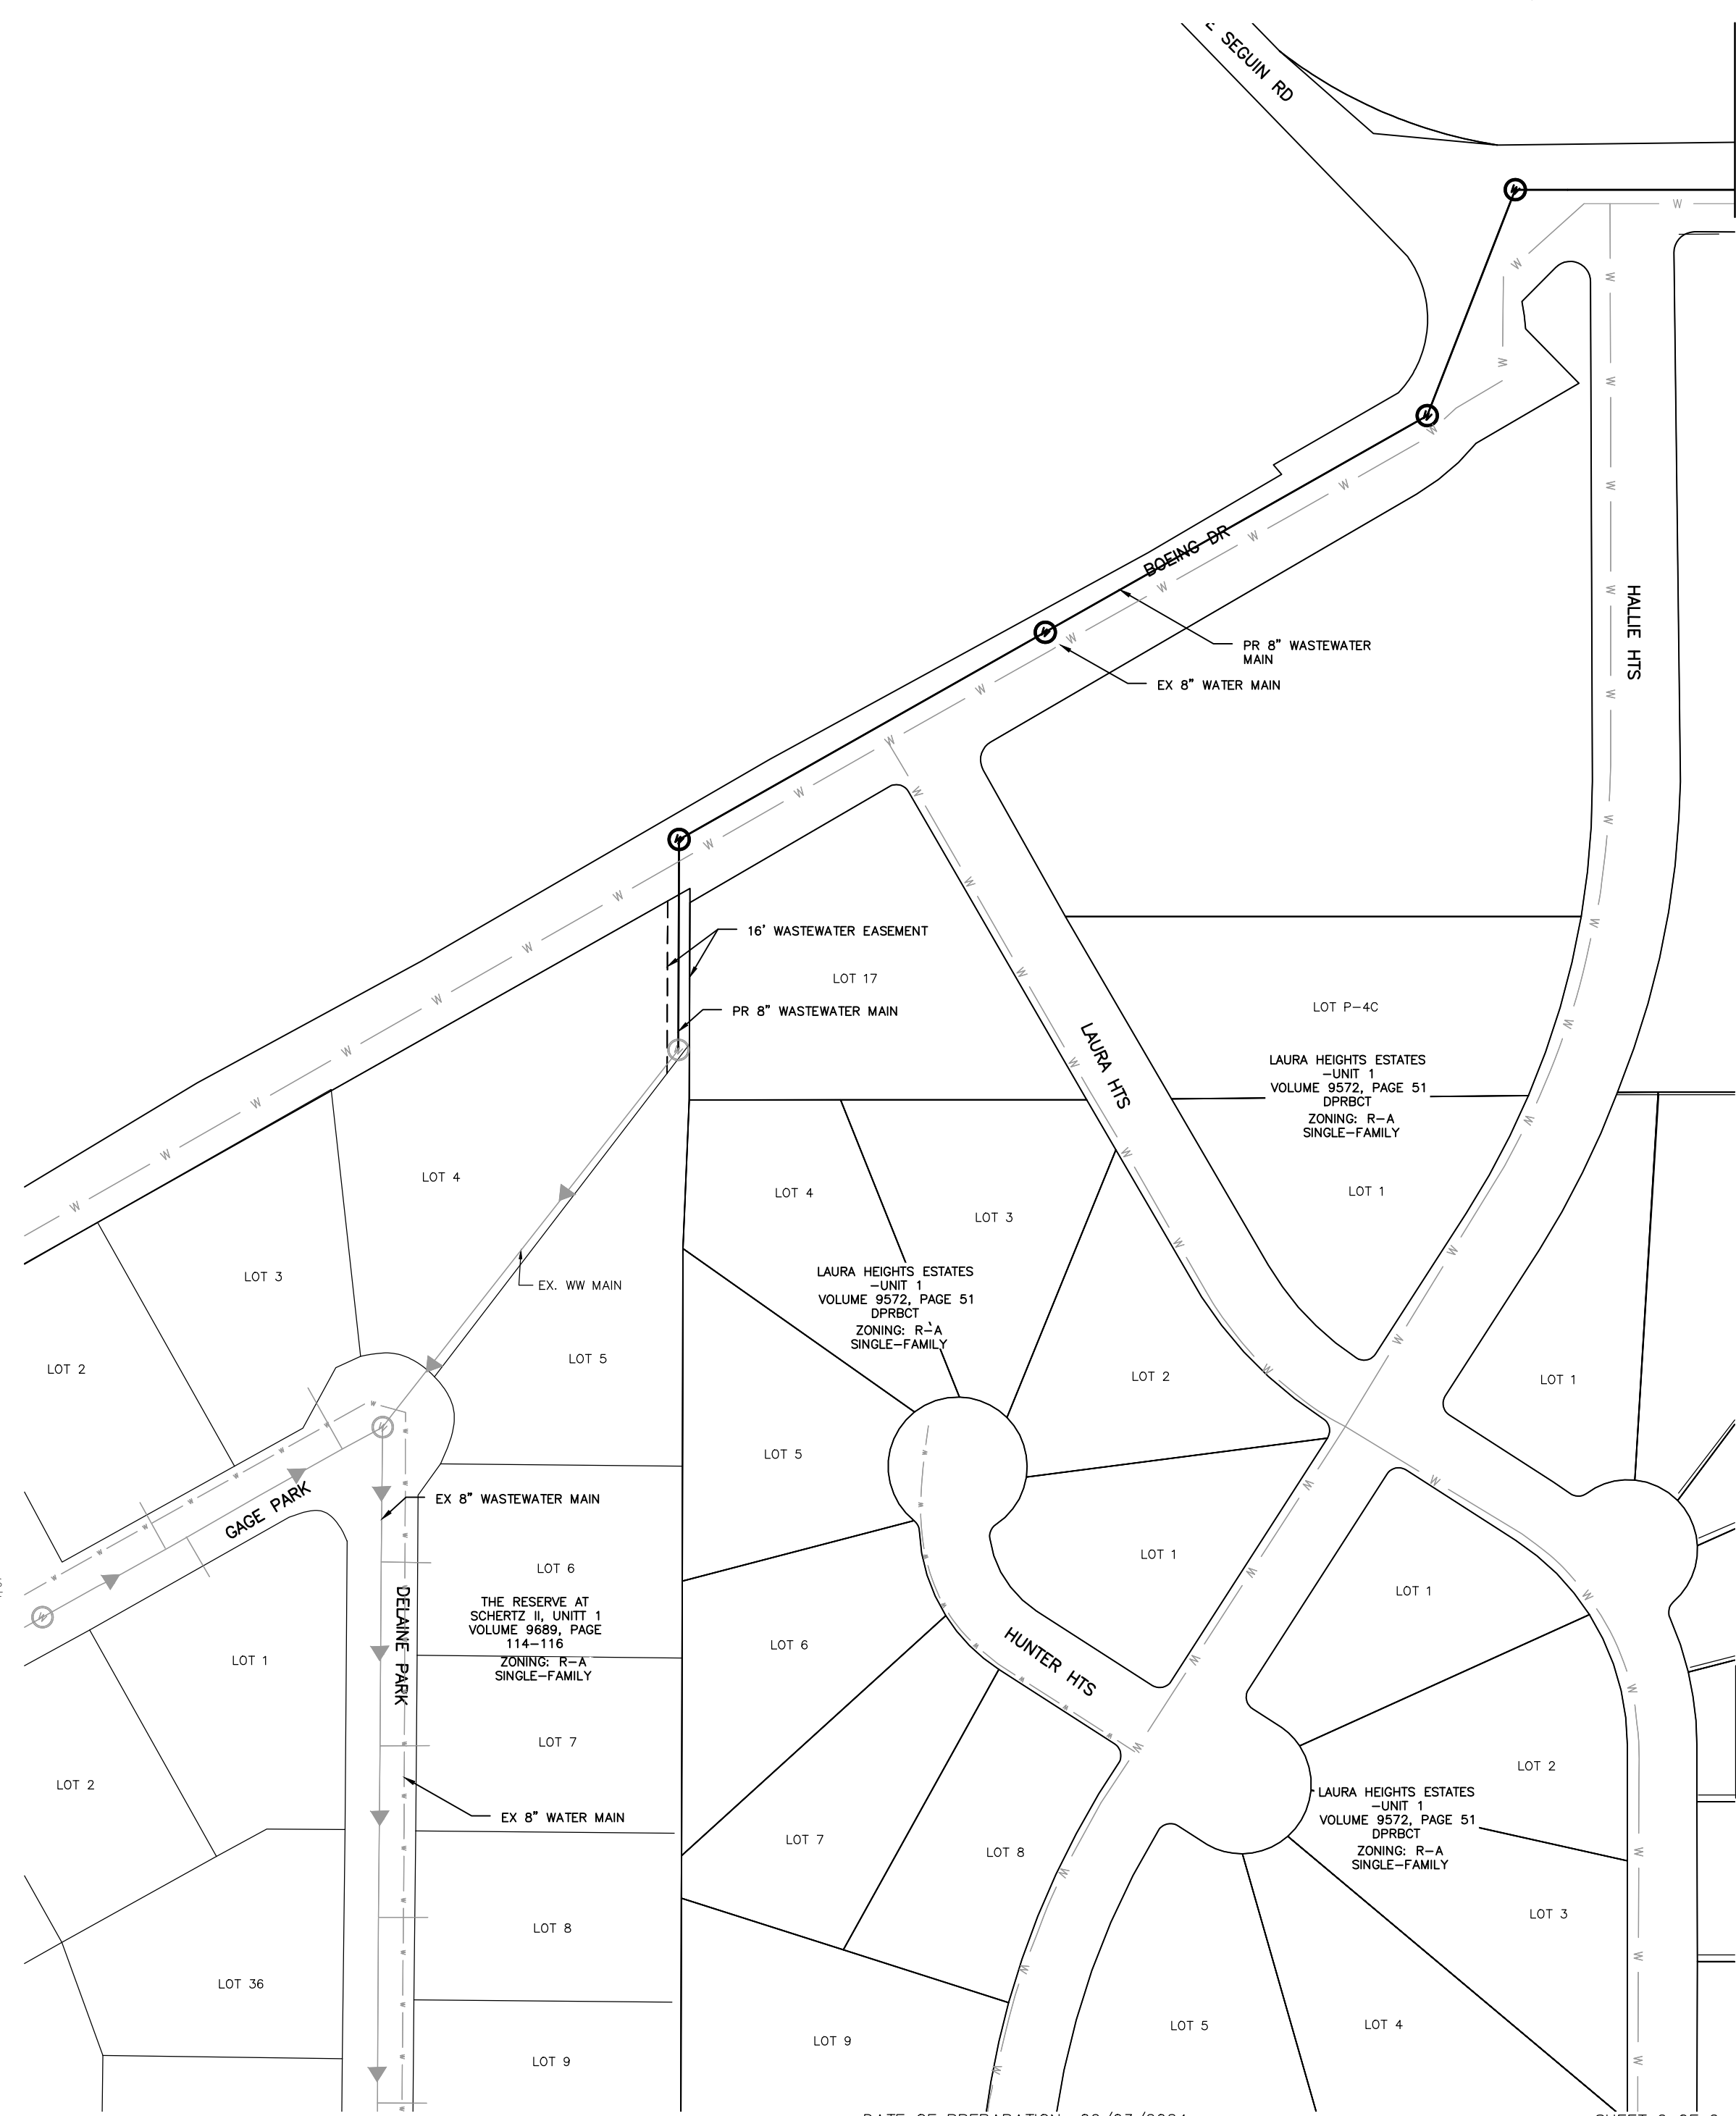 E SEGUIN RD
W
BOEING DR
HALLIE HTS
PR 8" WASTEWATER
MAIN
EX 8" WATER MAIN
16' WASTEWATER EASEMENT
LOT 17
PR 8" WASTEWATER MAIN
LAURA HTS
LOT P-4C
LAURA HEIGHTS ESTATES
-UNIT 1
VOLUME 9572, PAGE 51
DPRBCT
ZONING: R-A
SINGLE-FAMILY
LOT 1
LOT 4
LOT 4
LOT 3
LOT 3
EX. WW MAIN
LAURA HEIGHTS ESTATES
-UNIT 1
VOLUME 9572, PAGE 51
DPRBCT
ZONING: R-A
SINGLE-FAMILY
LOT 2
LOT 5
LOT 2
LOT 1
LOT 5
GAGE PARK
EX 8" WASTEWATER MAIN
LOT 6
THE RESERVE AT
SCHERTZ II, UNITT 1
VOLUME 9689, PAGE
114-116
ZONING: R-A
SINGLE-FAMILY
DELAINE PARK
LOT 1
LOT 1
LOT 6
HUNTER HTS
LOT 1
LOT 7
LOT 2
LOT 2
EX 8" WATER MAIN
LOT 7
LOT 8
LAURA HEIGHTS ESTATES
-UNIT 1
VOLUME 9572, PAGE 51
DPRBCT
ZONING: R-A
SINGLE-FAMILY
LOT 3
LOT 8
LOT 36
LOT 9
LOT 9
LOT 5
LOT 4
DATE OF PREPARATION:
SHEET